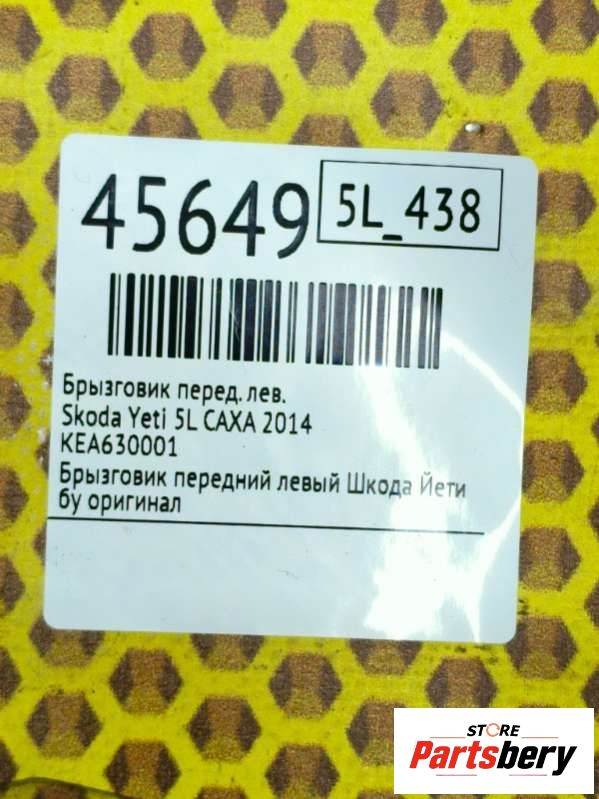 45649
5L_438
Брызговик перед. лев.
Skoda Yeti 5L CAXA 2014
KEA630001
Брызговик передний левый Шкода Йети
бу оригинал
STORE
Partsbery